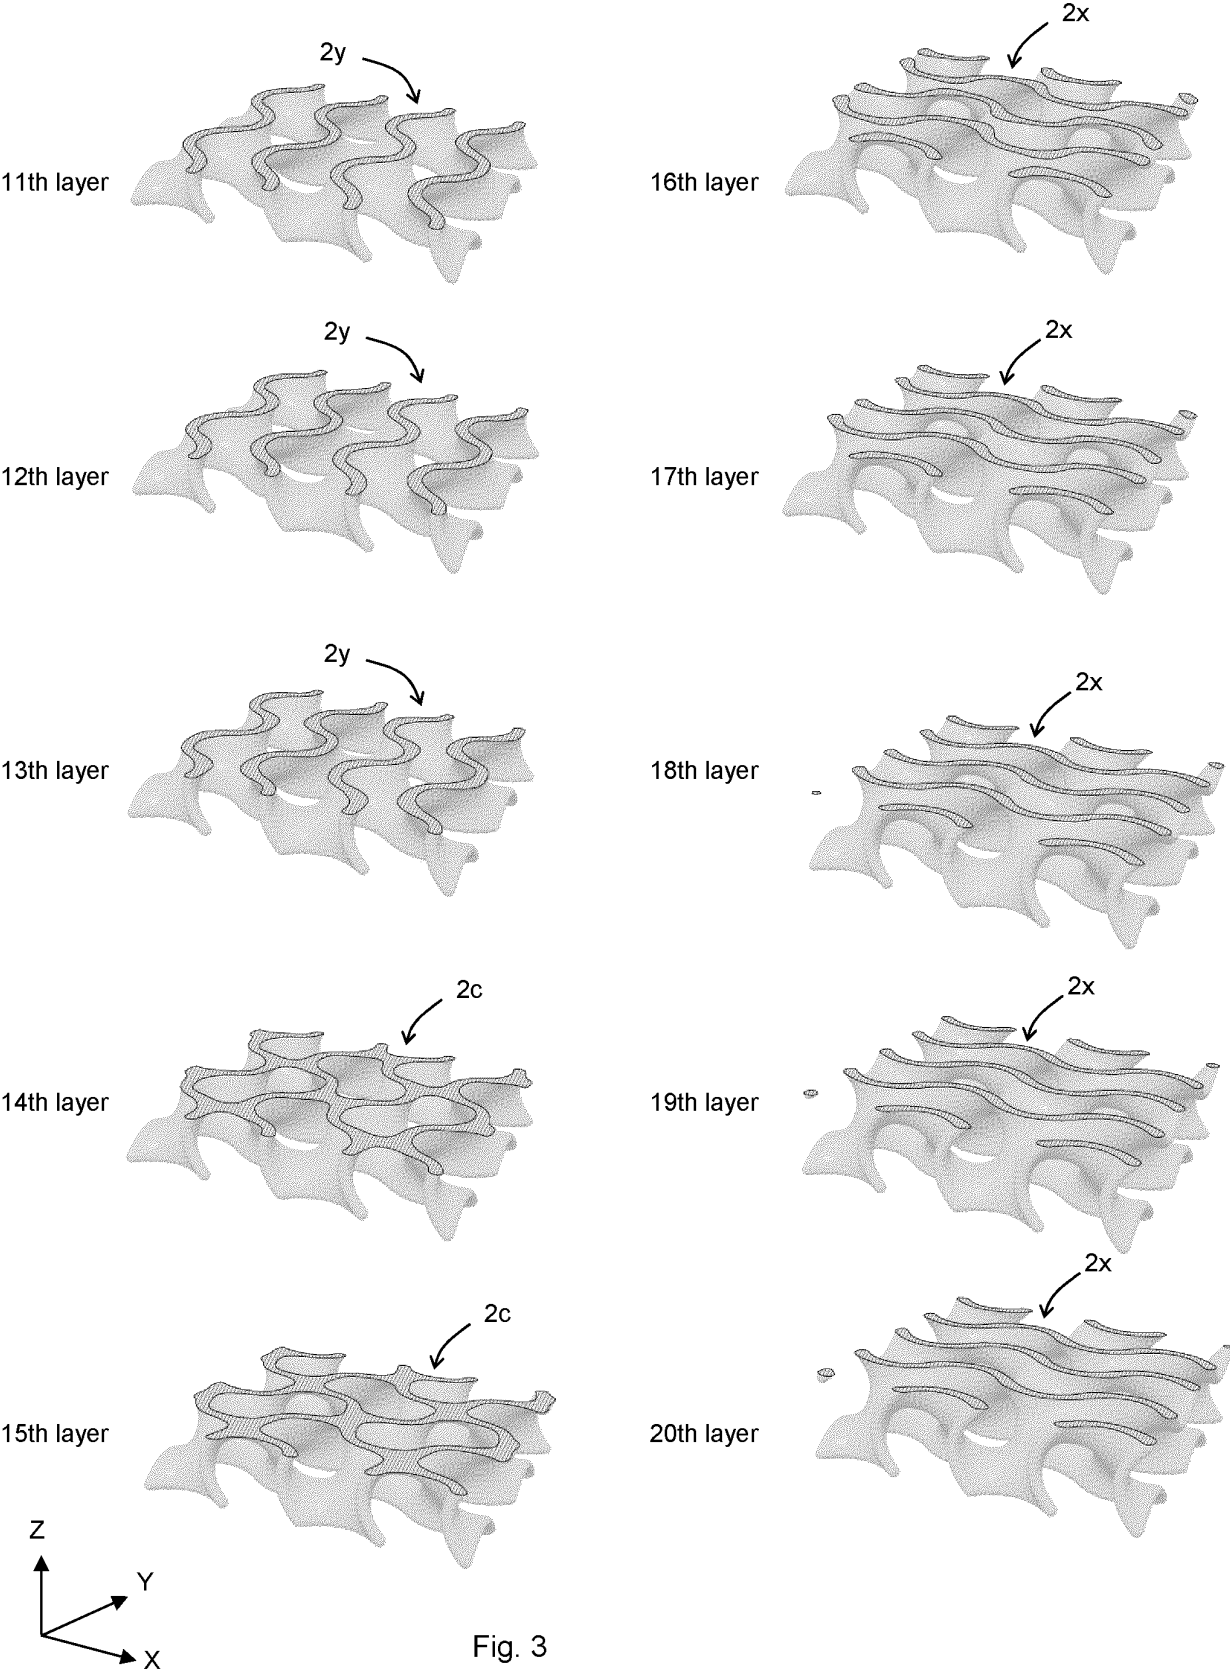 2y
11th layer
2y
12th layer
2y
13th layer
2c
14th layer
2c
15th layer
2x
16th layer
2x
17th layer
2x
18th layer
2x
19th layer
2x
20th layer
Z
Y
X
Fig. 3